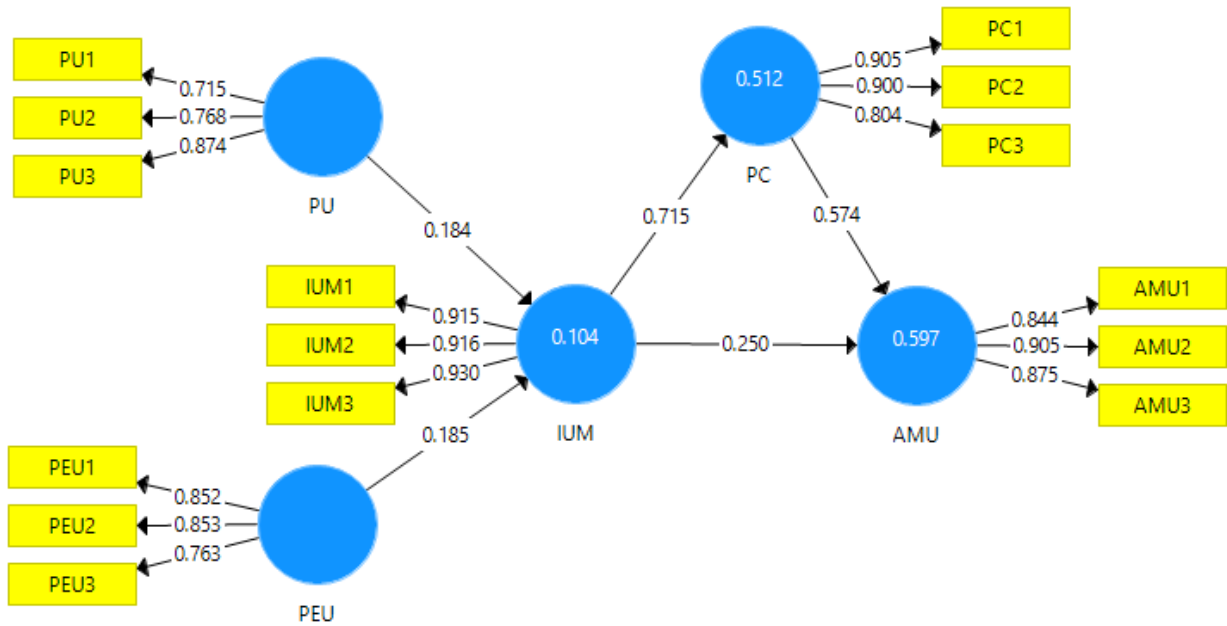 PU1
PU2
PU3
0.715
0.768
0.874
PU
0.184
PC1
PC2
PC3
0.905
0.900
0.804
0.512
PC
0.715
0.574
IUM1
IUM2
IUM3
0.915
0.916
0.930
0.104
IUM
0.250
0.597
AMU
0.844
0.905
0.875
AMU1
AMU2
AMU3
0.185
PEU1
PEU2
PEU3
0.852
0.853
0.763
PEU